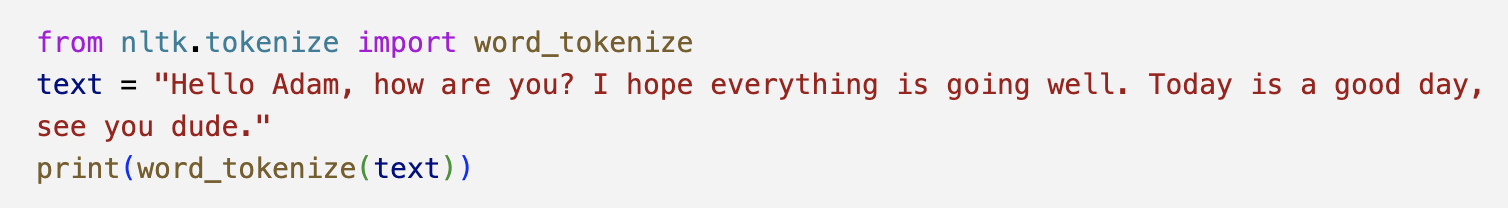 from nltk.tokenize import word_tokenize
text = "Hello Adam, how are you? I hope everything is going well. Today is a good day,
see you dude."
print(word_tokenize(text))